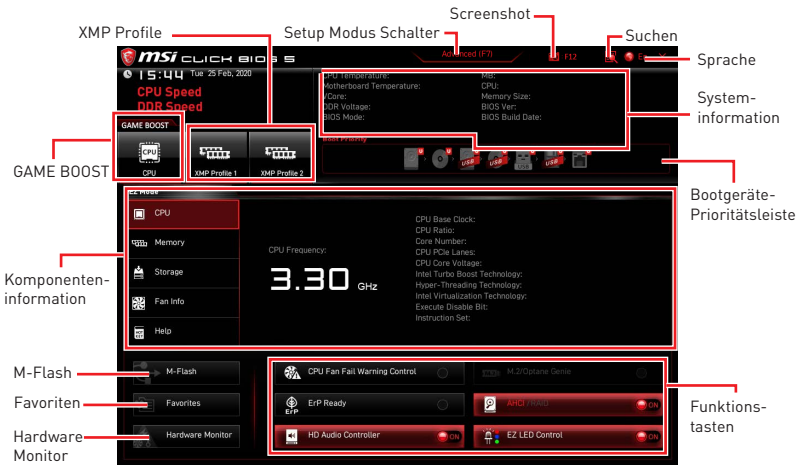 Screenshot
XMP Profile
Setup Modus Schalter
Suchen
msi CLICK BIOS 5
Advanced (F7)
F12
En
X
Sprache
15:44 Tue 25 Feb, 2020
CPU Speed
DDR Speed
CPU Temperature:
Motherboard Temperature:
VCore:
DDR Voltage:
BIOS Mode:
MB:
CPU:
Memory Size:
BIOS Ver:
BIOS Build Date:
System-
information
GAME BOOST
CPU
CPU
XMP Profile 1
XMP Profile 2
Boot Priority
U
U
U
USB
U
USB
U
USB
U
USB
U
GAME BOOST
Bootgeräte-
Prioritätsleiste
EZ Mode
CPU
Memory
Storage
Fan Info
Help
CPU Frequency:
3.30 GHz
CPU Base Clock:
CPU Ratio:
Core Number:
CPU PCIe Lanes:
CPU Core Voltage:
Intel Turbo Boost Technology:
Hyper-Threading Technology:
Intel Virtualization Technology:
Execute Disable Bit:
Instruction Set:
Komponenten-
information
M-Flash
M-Flash
Favoriten
Favorites
Hardware
Monitor
Hardware Monitor
CPU Fan Fail Warning Control
M.2/Optane Genie
ErP
ErP Ready
AHCI /RAID
ON
HD Audio Controller
ON
EZ LED Control
ON
Funktions-
tasten